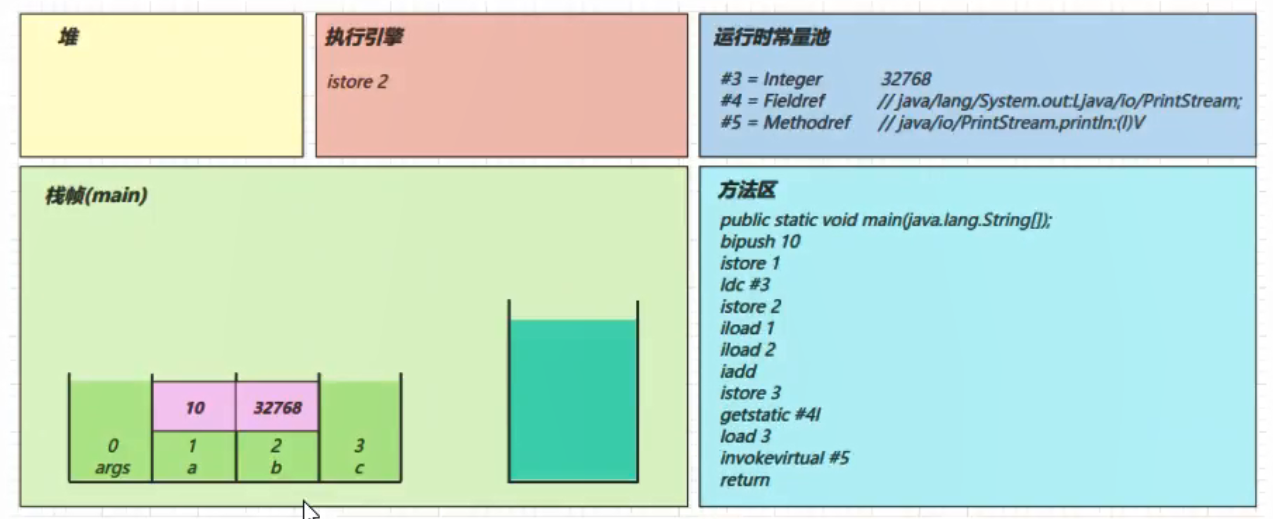 堆
执行引擎
istore 2
运行时常量池
#3 = Integer 32768
#4 = Fieldref // java/lang/System.out:Ljava/io/PrintStream;
#5 = Methodref // java/io/PrintStream.println:(I)V
栈帧(main)
10 32768
0 1 2 3
args a b c
方法区
public static void main(java.lang.String[]);
bipush 10
istore 1
ldc #3
istore 2
iload 1
iload 2
iadd
istore 3
getstatic #4I
load 3
invokevirtual #5
return